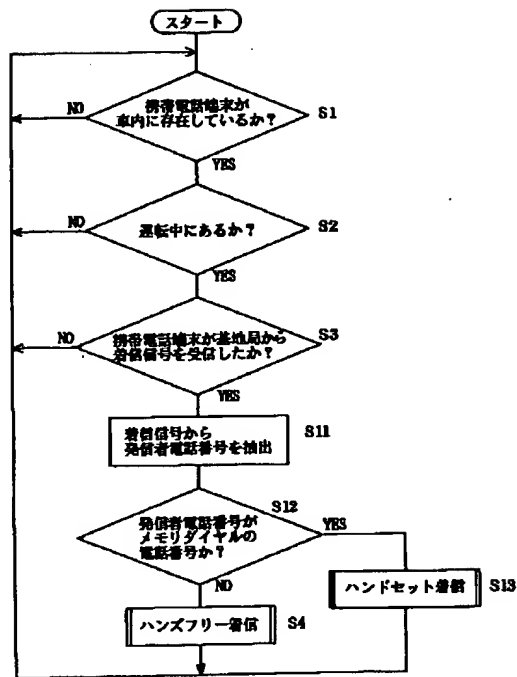 スタート
携帯電話端末が
車内に存在しているか？
S1
NO
YES
運転中にあるか？
S2
NO
YES
携帯電話端末が基地局から
着信信号を受信したか？
S3
NO
YES
着信信号から
発信者電話番号を抽出
S11
発信者電話番号が
メモリダイヤルの
電話番号か？
S12
YES
NO
ハンドセット着信
S13
ハンズフリー着信
S4